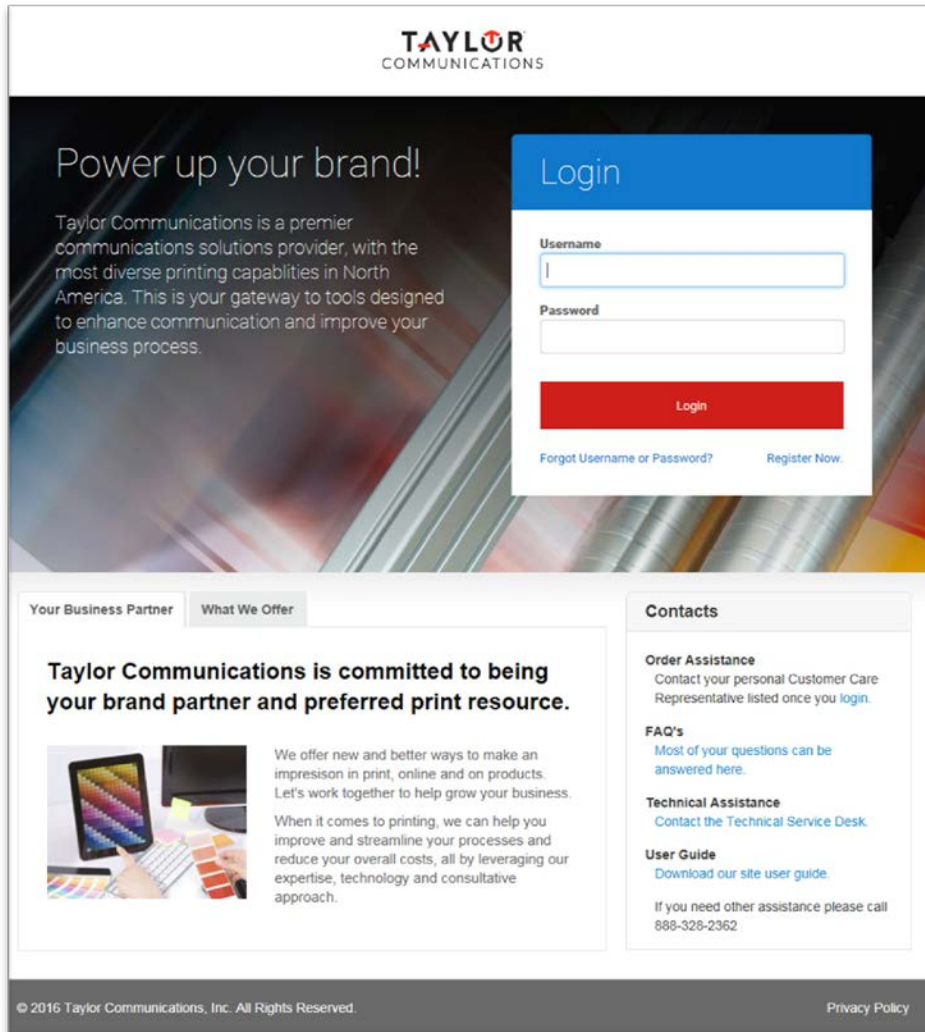 TAYLOR
COMMUNICATIONS
Power up your brand!
Taylor Communications is a premier
communications solutions provider, with the
most diverse printing capablities in North
America. This is your gateway to tools designed
to enhance communication and improve your
business process.
Login
Username
Password
Login
Forgot Username or Password?
Register Now.
Your Business Partner
What We Offer
Taylor Communications is committed to being
your brand partner and preferred print resource.
We offer new and better ways to make an
impresison in print, online and on products.
Let's work together to help grow your business.
When it comes to printing, we can help you
improve and streamline your processes and
reduce your overall costs, all by leveraging our
expertise, technology and consultative
approach.
Contacts
Order Assistance
Contact your personal Customer Care
Representative listed once you login.
FAQ's
Most of your questions can be
answered here.
Technical Assistance
Contact the Technical Service Desk.
User Guide
Download our site user guide.
If you need other assistance please call
888-328-2362
© 2016 Taylor Communications, Inc. All Rights Reserved.
Privacy Policy